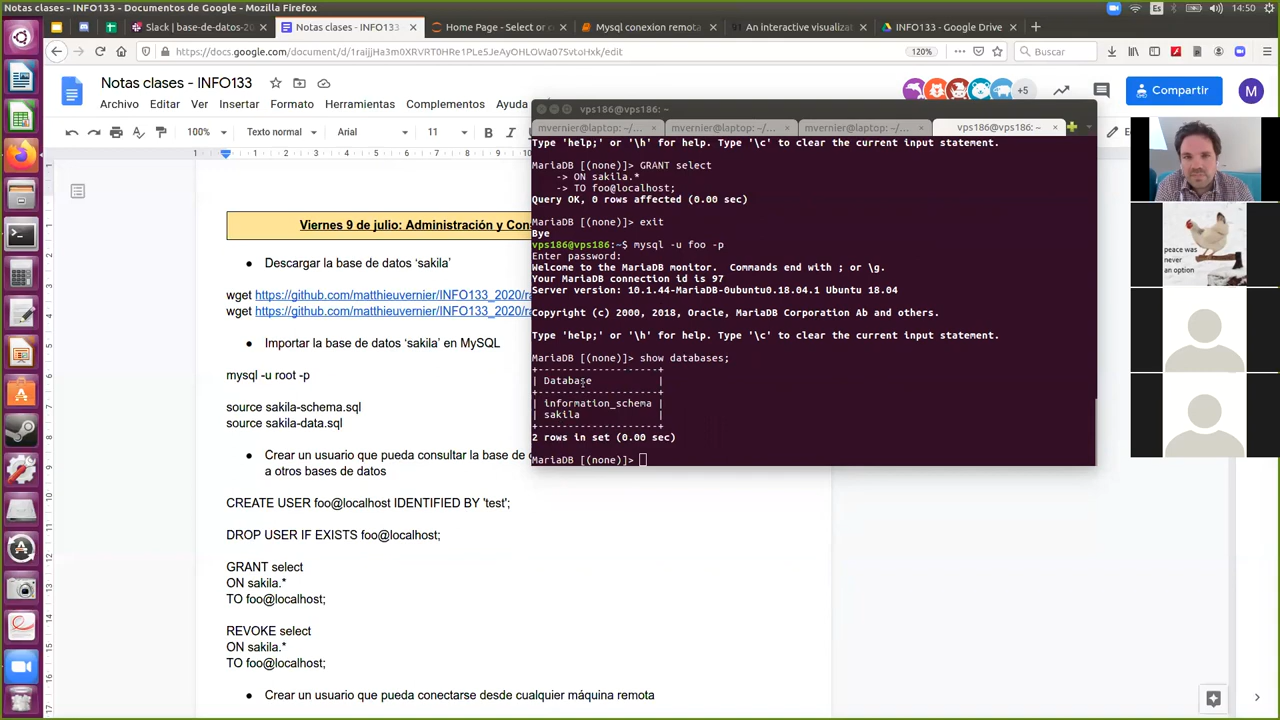 Notas clases - INFO133 - Documentos de Google - Mozilla Firefox
Es
14:50
Slack | base-de-datos-20
Notas clases - INFO133
Home Page - Select or c
Mysql conexion remota
An interactive visualizat
INFO133 - Google Drive
120%
Buscar
Notas clases - INFO133
Archivo Editar Ver Insertar Formato Herramientas Complementos Ayuda
+5
Compartir
M
100% Texto normal Arial 11
Viernes 9 de julio: Administración y Con
Descargar la base de datos 'sakila'
wget https://github.com/matthieuvernier/INFO133_2020/ra
wget https://github.com/matthieuvernier/INFO133_2020/ra
Importar la base de datos 'sakila' en MySQL
mysql -u root -p
source sakila-schema.sql
source sakila-data.sql
Crear un usuario que pueda consultar la base de
a otros bases de datos
CREATE USER foo@localhost IDENTIFIED BY 'test';
DROP USER IF EXISTS foo@localhost;
GRANT select
ON sakila.*
TO foo@localhost;
REVOKE select
ON sakila.*
TO foo@localhost;
Crear un usuario que pueda conectarse desde cualquier máquina remota
vps186@vps186: ~
mvernier@laptop: ~/...
mvernier@laptop: ~/...
mvernier@laptop: ~/...
vps186@vps186: ~
Type 'help;' or '\h' for help. Type '\c' to clear the current input statement.
MariaDB [(none)]> GRANT select
-> ON sakila.*
-> TO foo@localhost;
Query OK, 0 rows affected (0.00 sec)
MariaDB [(none)]> exit
Bye
vps186@vps186:~$ mysql -u foo -p
Enter password:
Welcome to the MariaDB monitor.  Commands end with ; or \g.
Your MariaDB connection id is 97
Server version: 10.1.44-MariaDB-0ubuntu0.18.04.1 Ubuntu 18.04
Copyright (c) 2000, 2018, Oracle, MariaDB Corporation Ab and others.
Type 'help;' or '\h' for help. Type '\c' to clear the current input statement.
MariaDB [(none)]> show databases;
+--------------------+
| Database |
+--------------------+
| information_schema |
| sakila |
+--------------------+
2 rows in set (0.00 sec)
MariaDB [(none)]>
peace was
never
an option